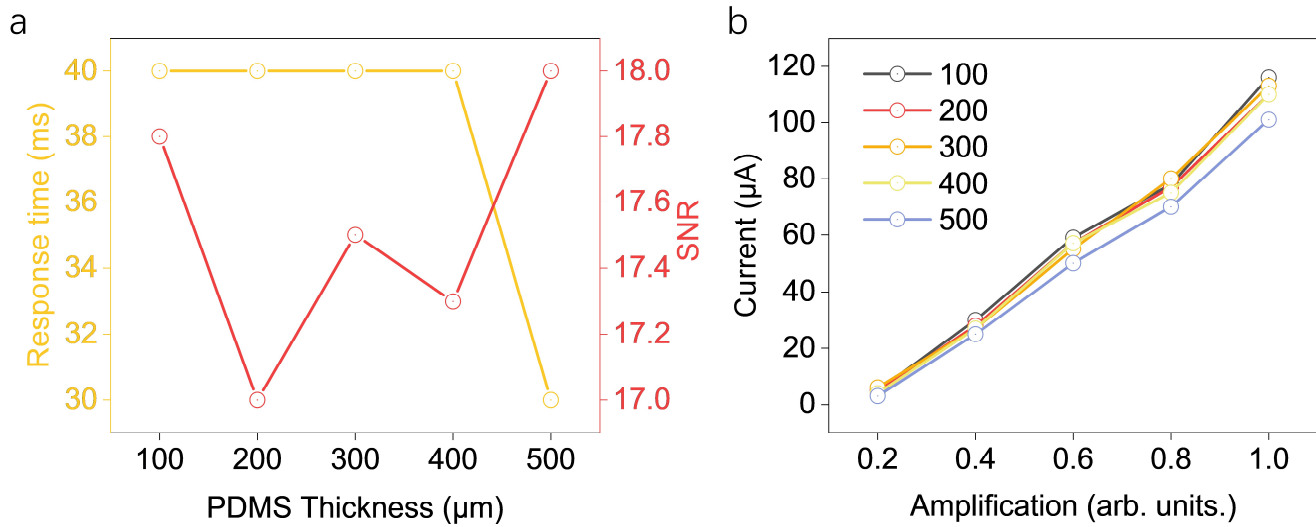 a
Response time (ms)
40
38
36
34
32
30
18.0
17.8
17.6
17.4
17.2
17.0
SNR
100 200 300 400 500
PDMS Thickness (μm)
b
Current (μA)
120
100
80
60
40
20
0
100
200
300
400
500
0.2 0.4 0.6 0.8 1.0
Amplification (arb. units.)